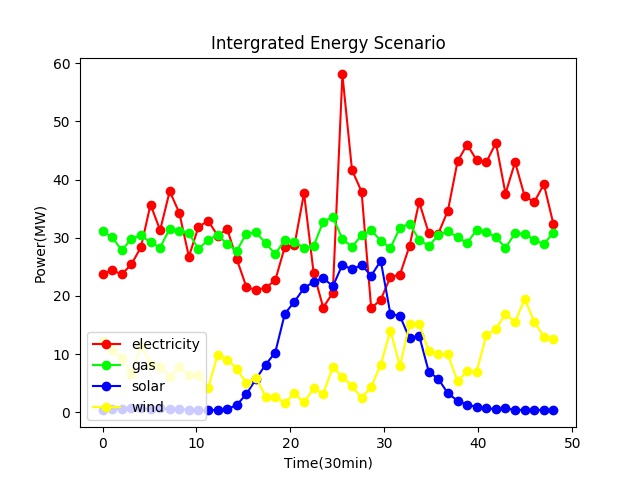 Intergrated Energy Scenario
60
50
40
30
20
10
0
Power(MW)
electricity
gas
solar
wind
0 10 20 30 40 50
Time(30min)